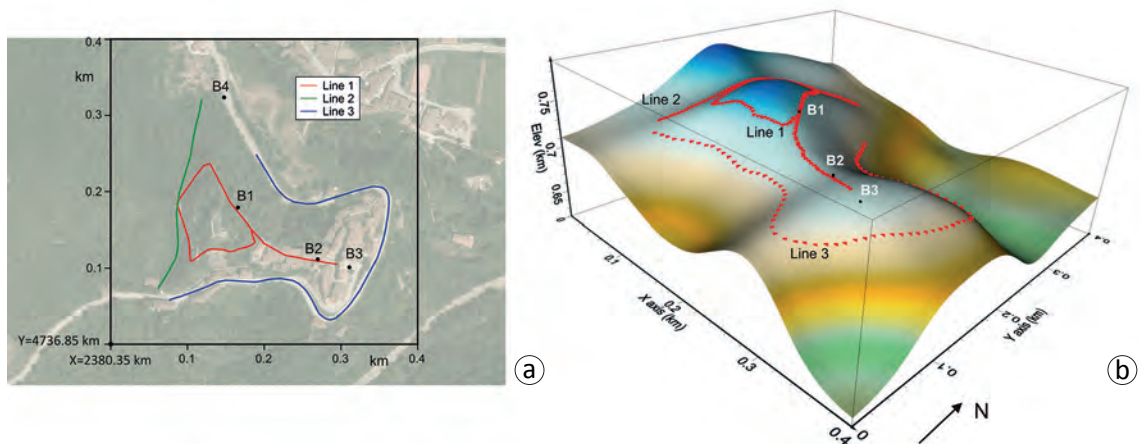 0.4
km
0.3
0.2
0.1
Y=4736.85 km
X=2380.35 km
0.1
0.2
0.3
km
0.4
B4
B1
B2
B3
Line 1
Line 2
Line 3
a
0.75
0.7
0.65
0
Elev (km)
Line 2
Line 1
Line 3
B1
B2
B3
0.1
0.2
0.3
0.4
X axis (km)
0
0.1
0.2
0.3
0.4
Y axis (km)
N
b